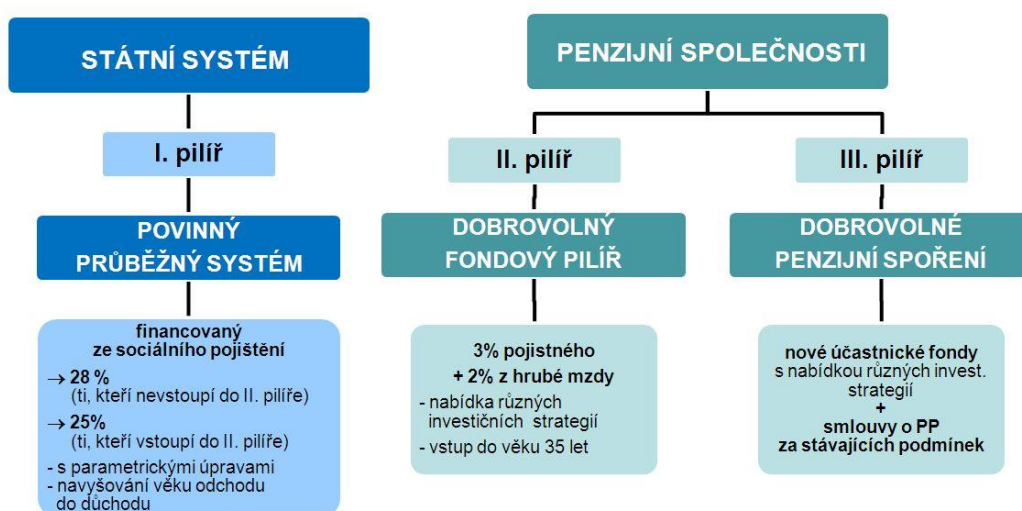 STÁTNÍ SYSTÉM
I. pilíř
POVINNÝ
PRŮBĚŽNÝ SYSTÉM
financovaný
ze sociálního pojištění
→ 28 %
(ti, kteří nevstoupí do II. pilíře)
→ 25%
(ti, kteří vstoupí do II. pilíře)
- s parametrickými úpravami
- navyšování věku odchodu
do důchodu
PENZIJNÍ SPOLEČNOSTI
II. pilíř
DOBROVOLNÝ
FONDOVÝ PILÍŘ
3% pojistného
+ 2% z hrubé mzdy
- nabídka různých
investičních strategií
- vstup do věku 35 let
III. pilíř
DOBROVOLNÉ
PENZIJNÍ SPOŘENÍ
nové účastnické fondy
s nabídkou různých invest.
strategií
+
smlouvy o PP
za stávajících podmínek